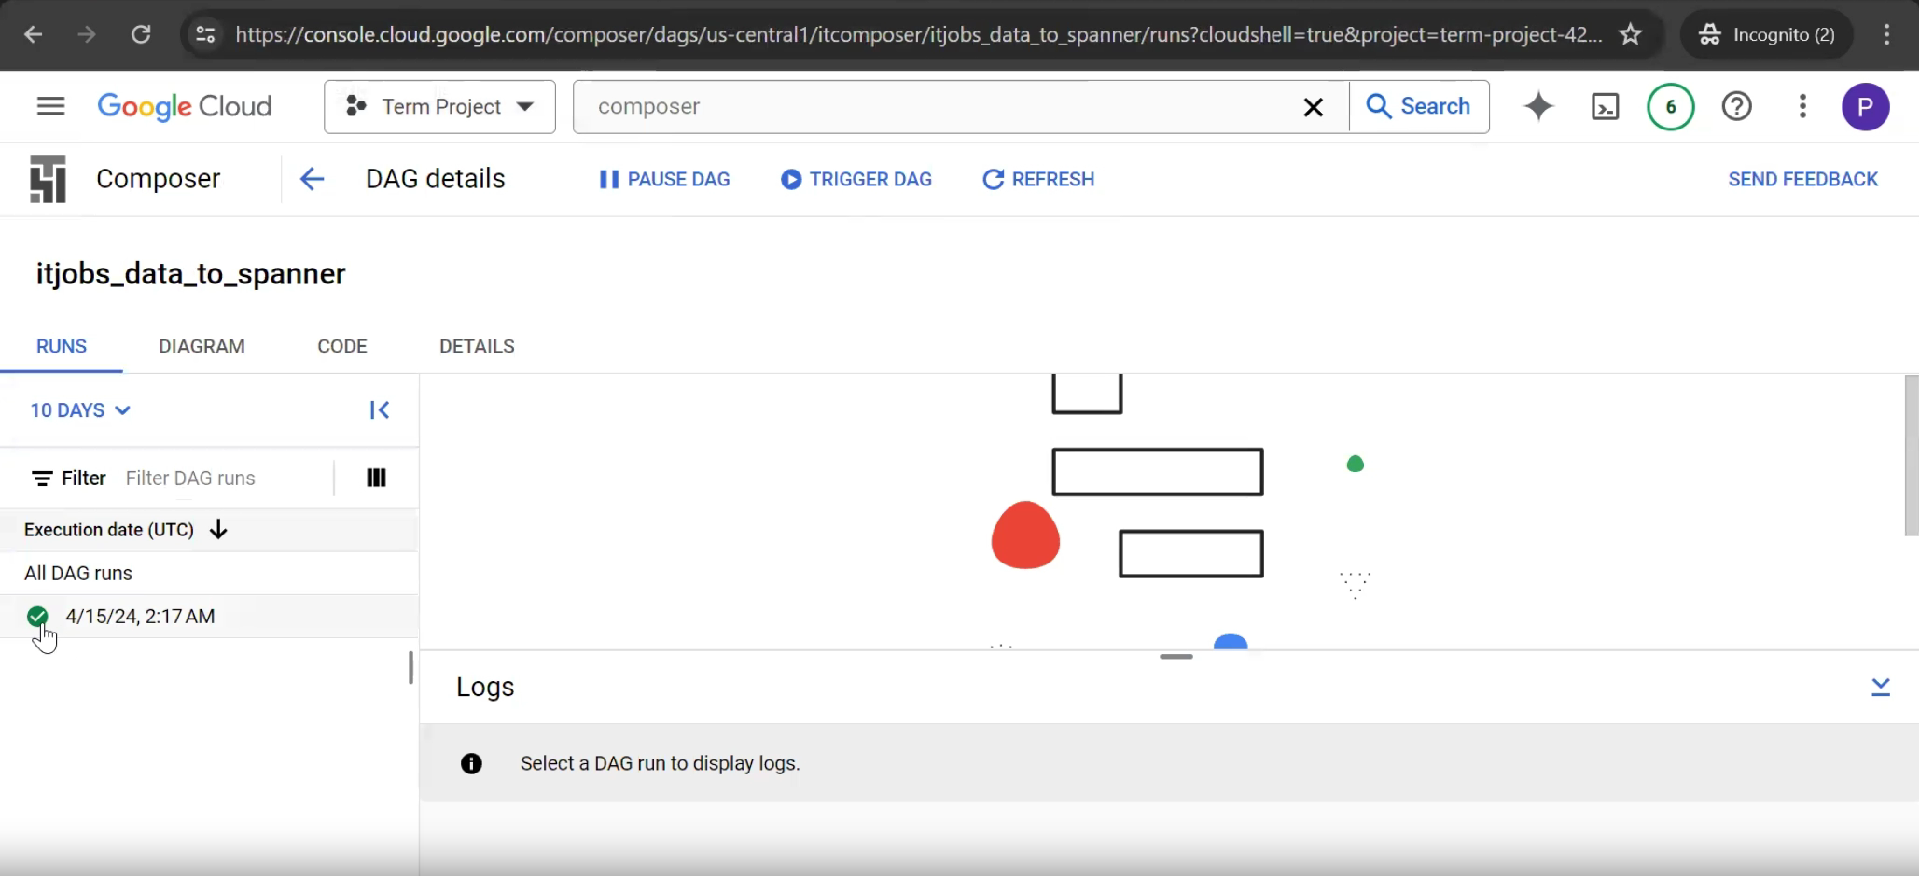 https://console.cloud.google.com/composer/dags/us-central1/itcomposer/itjobs_data_to_spanner/runs?cloudshell=true&project=term-project-42...
Incognito (2)
Google Cloud
Term Project
composer
Search
6
P
Composer
DAG details
PAUSE DAG
TRIGGER DAG
REFRESH
SEND FEEDBACK
itjobs_data_to_spanner
RUNS
DIAGRAM
CODE
DETAILS
10 DAYS
Filter
Filter DAG runs
Execution date (UTC)
All DAG runs
4/15/24, 2:17 AM
Logs
Select a DAG run to display logs.